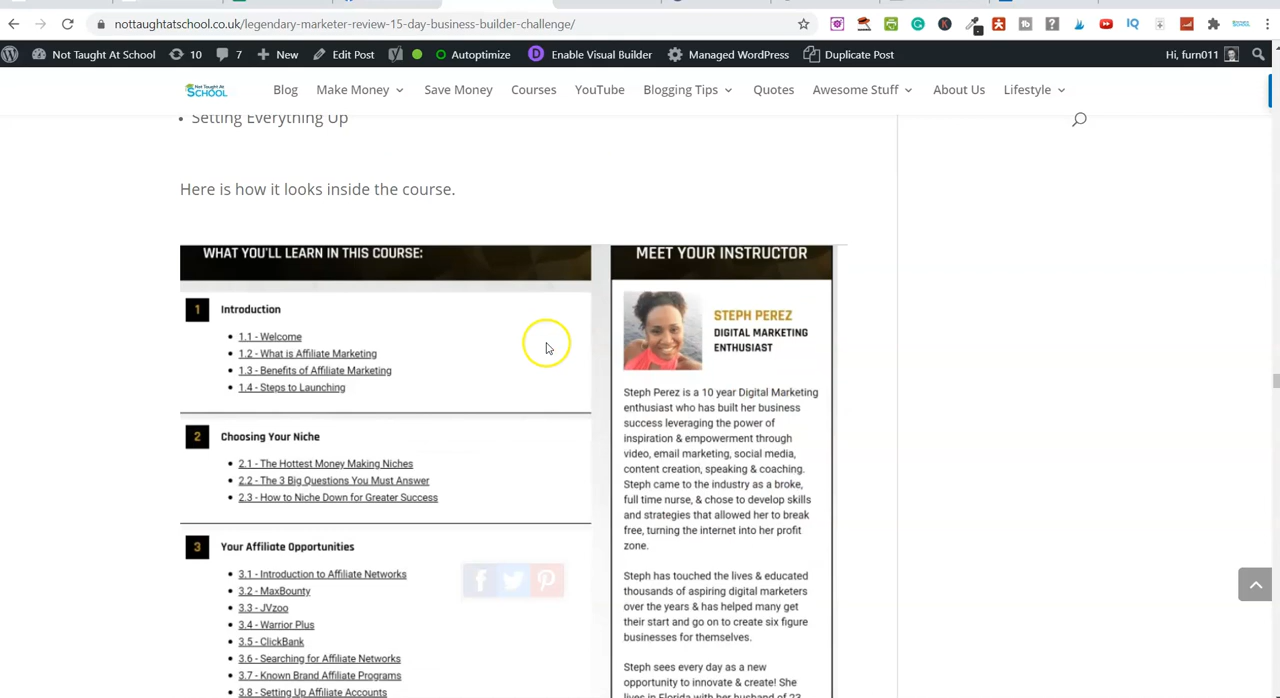 nottaughtatschool.co.uk/legendary-marketer-review-15-day-business-builder-challenge/
Not Taught At School 10 7 New Edit Post Autoptimize Enable Visual Builder Managed WordPress Duplicate Post Hi, furn011
Not Taught At
SCHOOL
Blog Make Money Save Money Courses YouTube Blogging Tips Quotes Awesome Stuff About Us Lifestyle
• Setting Everything Up
Here is how it looks inside the course.
WHAT YOU'LL LEARN IN THIS COURSE:
1 Introduction
• 1.1 - Welcome
• 1.2 - What is Affiliate Marketing
• 1.3 - Benefits of Affiliate Marketing
• 1.4 - Steps to Launching
2 Choosing Your Niche
• 2.1 - The Hottest Money Making Niches
• 2.2 - The 3 Big Questions You Must Answer
• 2.3 - How to Niche Down for Greater Success
3 Your Affiliate Opportunities
• 3.1 - Introduction to Affiliate Networks
• 3.2 - MaxBounty
• 3.3 - JVzoo
• 3.4 - Warrior Plus
• 3.5 - ClickBank
• 3.6 - Searching for Affiliate Networks
• 3.7 - Known Brand Affiliate Programs
• 3.8 - Setting Up Affiliate Accounts
MEET YOUR INSTRUCTOR
STEPH PEREZ
DIGITAL MARKETING
ENTHUSIAST
Steph Perez is a 10 year Digital Marketing
enthusiast who has built her business
success leveraging the power of
inspiration & empowerment through
video, email marketing, social media,
content creation, speaking & coaching.
Steph came to the industry as a broke,
full time nurse, & chose to develop skills
and strategies that allowed her to break
free, turning the internet into her profit
zone.
Steph has touched the lives & educated
thousands of aspiring digital marketers
over the years & has helped many get
their start and go on to create six figure
businesses for themselves.
Steph sees every day as a new
opportunity to innovate & create! She
lives in Florida with her husband of 23